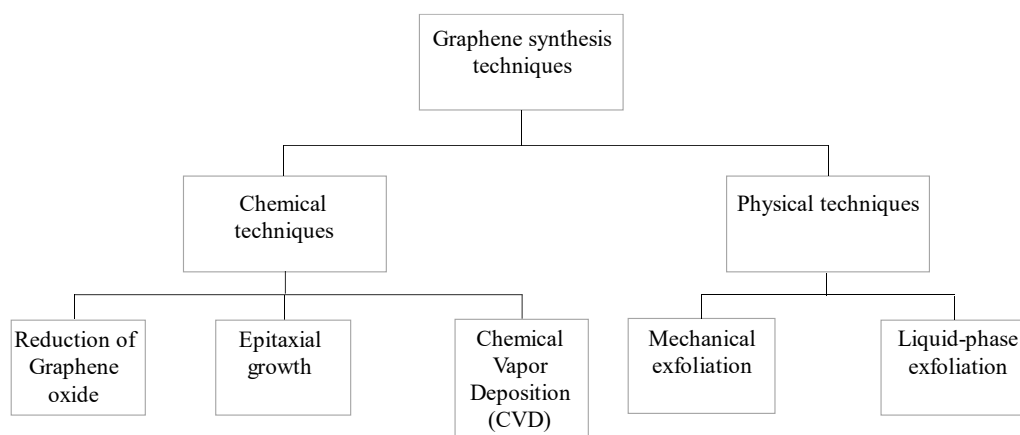 Graphene synthesis
techniques
Chemical
techniques
Physical techniques
Reduction of
Graphene
oxide
Epitaxial
growth
Chemical
Vapor
Deposition
(CVD)
Mechanical
exfoliation
Liquid-phase
exfoliation